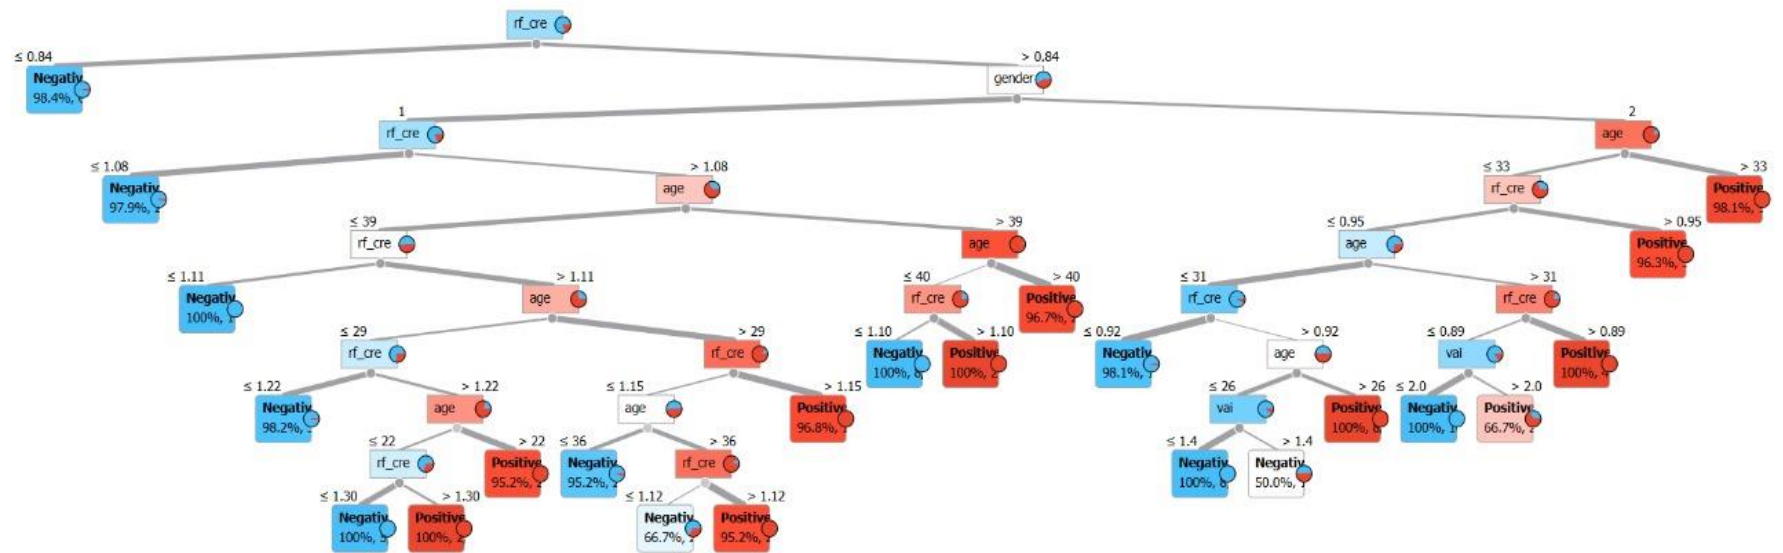 rf_cre
≤ 0.84
> 0.84
Negativ
98.4%,
gender
1
2
rf_cre
age
≤ 1.08
> 1.08
≤ 33
> 33
Negativ
97.9%,
age
rf_cre
Positive
98.1%,
≤ 39
> 39
≤ 0.95
> 0.95
rf_cre
age
age
Positive
96.3%,
≤ 1.11
> 1.11
≤ 40
> 40
≤ 31
> 31
Negativ
100%,
age
rf_cre
Positive
96.7%,
rf_cre
rf_cre
≤ 29
> 29
≤ 1.10
> 1.10
≤ 0.92
> 0.92
≤ 0.89
> 0.89
rf_cre
rf_cre
Negativ
100%,
Positive
100%,
Negativ
98.1%,
age
vai
Positive
100%,
≤ 1.22
> 1.22
≤ 1.15
> 1.15
≤ 26
> 26
≤ 2.0
> 2.0
Negativ
98.2%,
age
age
Positive
96.8%,
vai
Positive
100%,
Negativ
100%,
Positive
66.7%,
≤ 22
> 22
≤ 36
> 36
≤ 1.4
> 1.4
rf_cre
Positive
95.2%,
Negativ
95.2%,
rf_cre
Negativ
100%,
Negativ
50.0%,
≤ 1.30
> 1.30
≤ 1.12
> 1.12
Negativ
100%,
Positive
100%,
Negativ
66.7%,
Positive
95.2%,